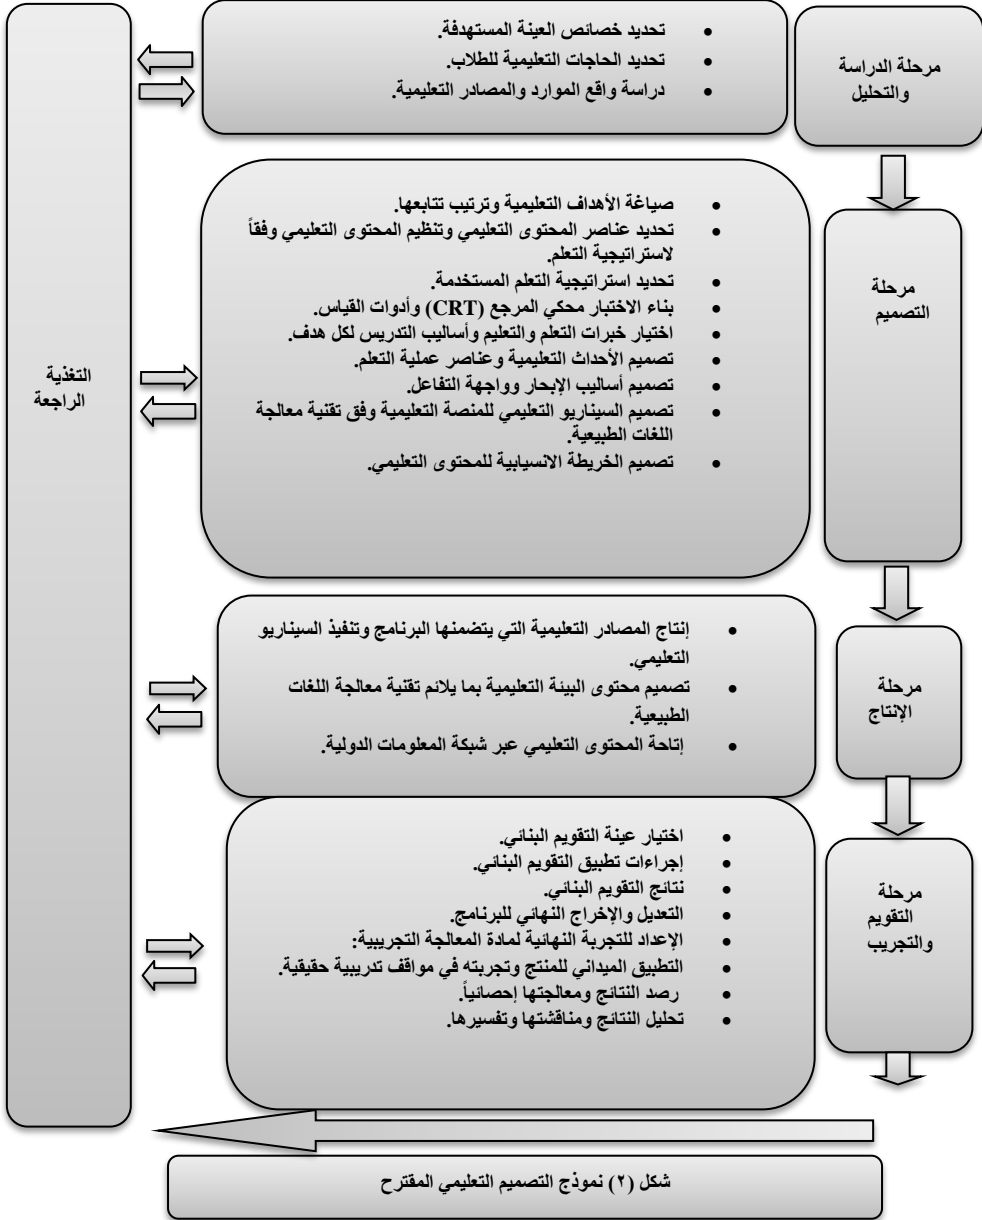 مرحلة الدراسة
والتحليل
• تحديد خصائص العينة المستهدفة.
• تحديد الحاجات التعليمية للطلاب.
• دراسة واقع الموارد والمصادر التعليمية.
مرحلة
التصميم
• صياغة الأهداف التعليمية وترتيب تتابعها.
• تحديد عناصر المحتوى التعليمي وتنظيم المحتوى التعليمي وفقاً
لاستراتيجية التعلم.
• تحديد استراتيجية التعلم المستخدمة.
• بناء الاختبار محكي المرجع (CRT) وأدوات القياس.
• اختيار خبرات التعلم والتعليم وأساليب التدريس لكل هدف.
• تصميم الأحداث التعليمية وعناصر عملية التعلم.
• تصميم أساليب الإبحار وواجهة التفاعل.
• تصميم السيناريو التعليمي للمنصة التعليمية وفق تقنية معالجة
اللغات الطبيعية.
• تصميم الخريطة الانسيابية للمحتوى التعليمي.
مرحلة
الإنتاج
• إنتاج المصادر التعليمية التي يتضمنها البرنامج وتنفيذ السيناريو
التعليمي.
• تصميم محتوى البيئة التعليمية بما يلائم تقنية معالجة اللغات
الطبيعية.
• إتاحة المحتوى التعليمي عبر شبكة المعلومات الدولية.
مرحلة
التقويم
والتجريب
• اختيار عينة التقويم البنائي.
• إجراءات تطبيق التقويم البنائي.
• نتائج التقويم البنائي.
• التعديل والإخراج النهائي للبرنامج.
• الإعداد للتجربة النهائية لمادة المعالجة التجريبية:
• التطبيق الميداني للمنتج وتجربته في مواقف تدريبية حقيقية.
• رصد النتائج ومعالجتها إحصائياً.
• تحليل النتائج ومناقشتها وتفسيرها.
التغذية
الراجعة
شكل (٢) نموذج التصميم التعليمي المقترح